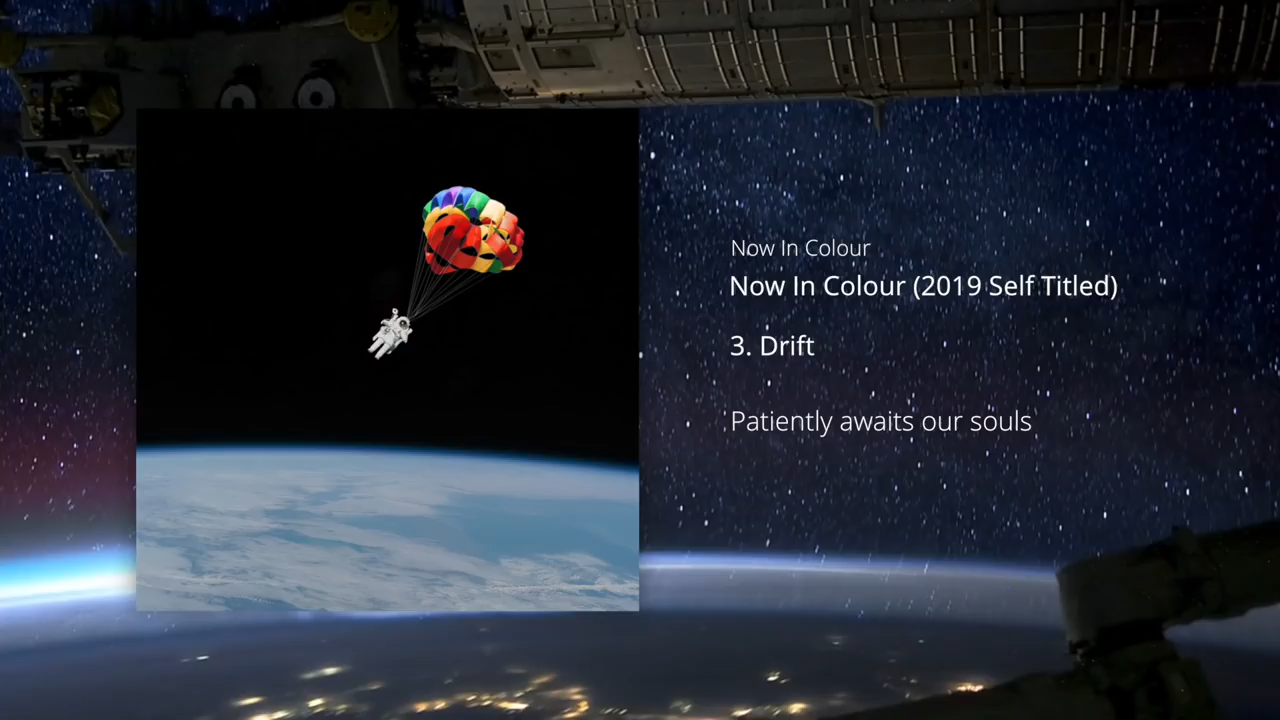 Now In Colour
Now In Colour (2019 Self Titled)
3. Drift
Patiently awaits our souls